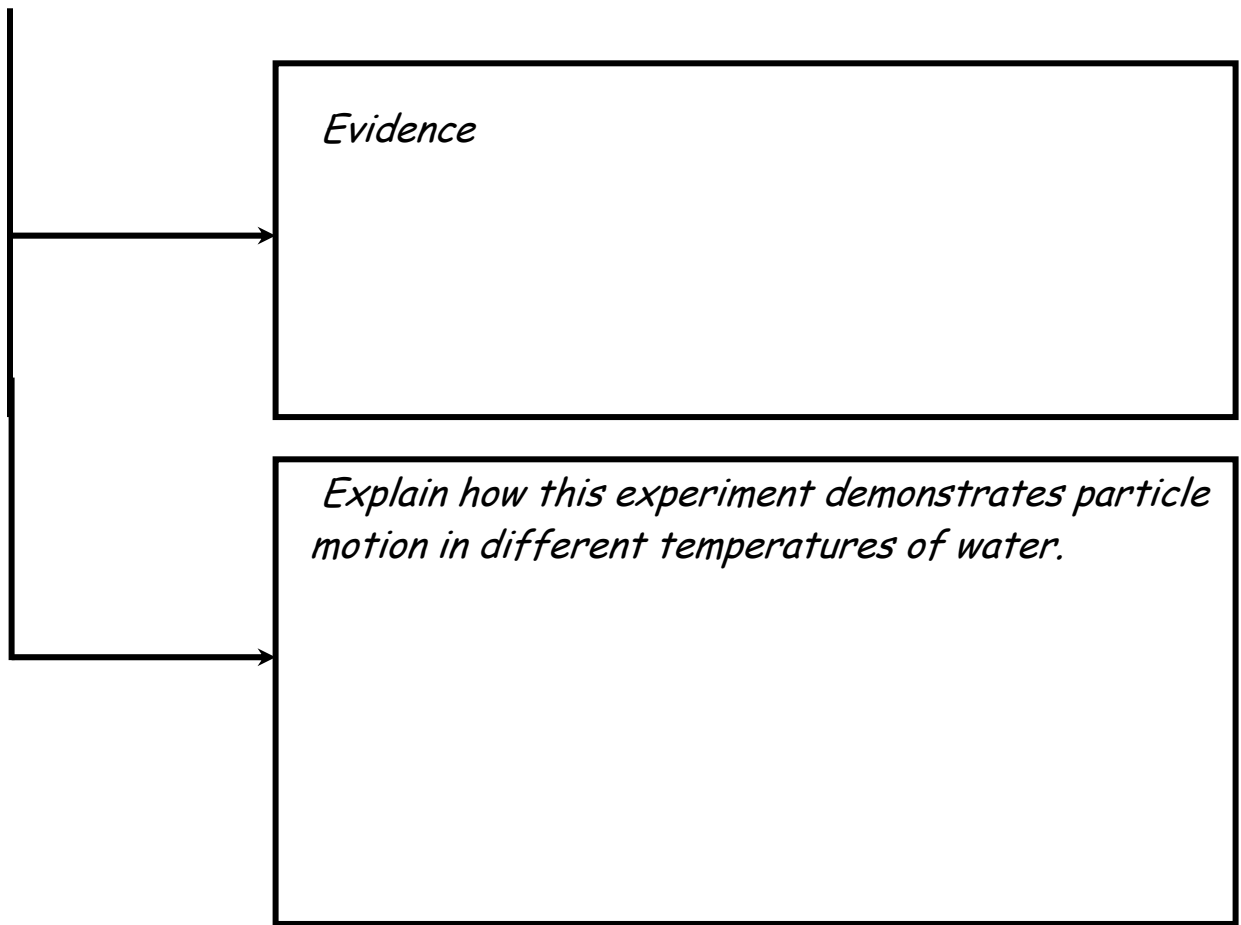 Evidence
Explain how this experiment demonstrates particle
motion in different temperatures of water.